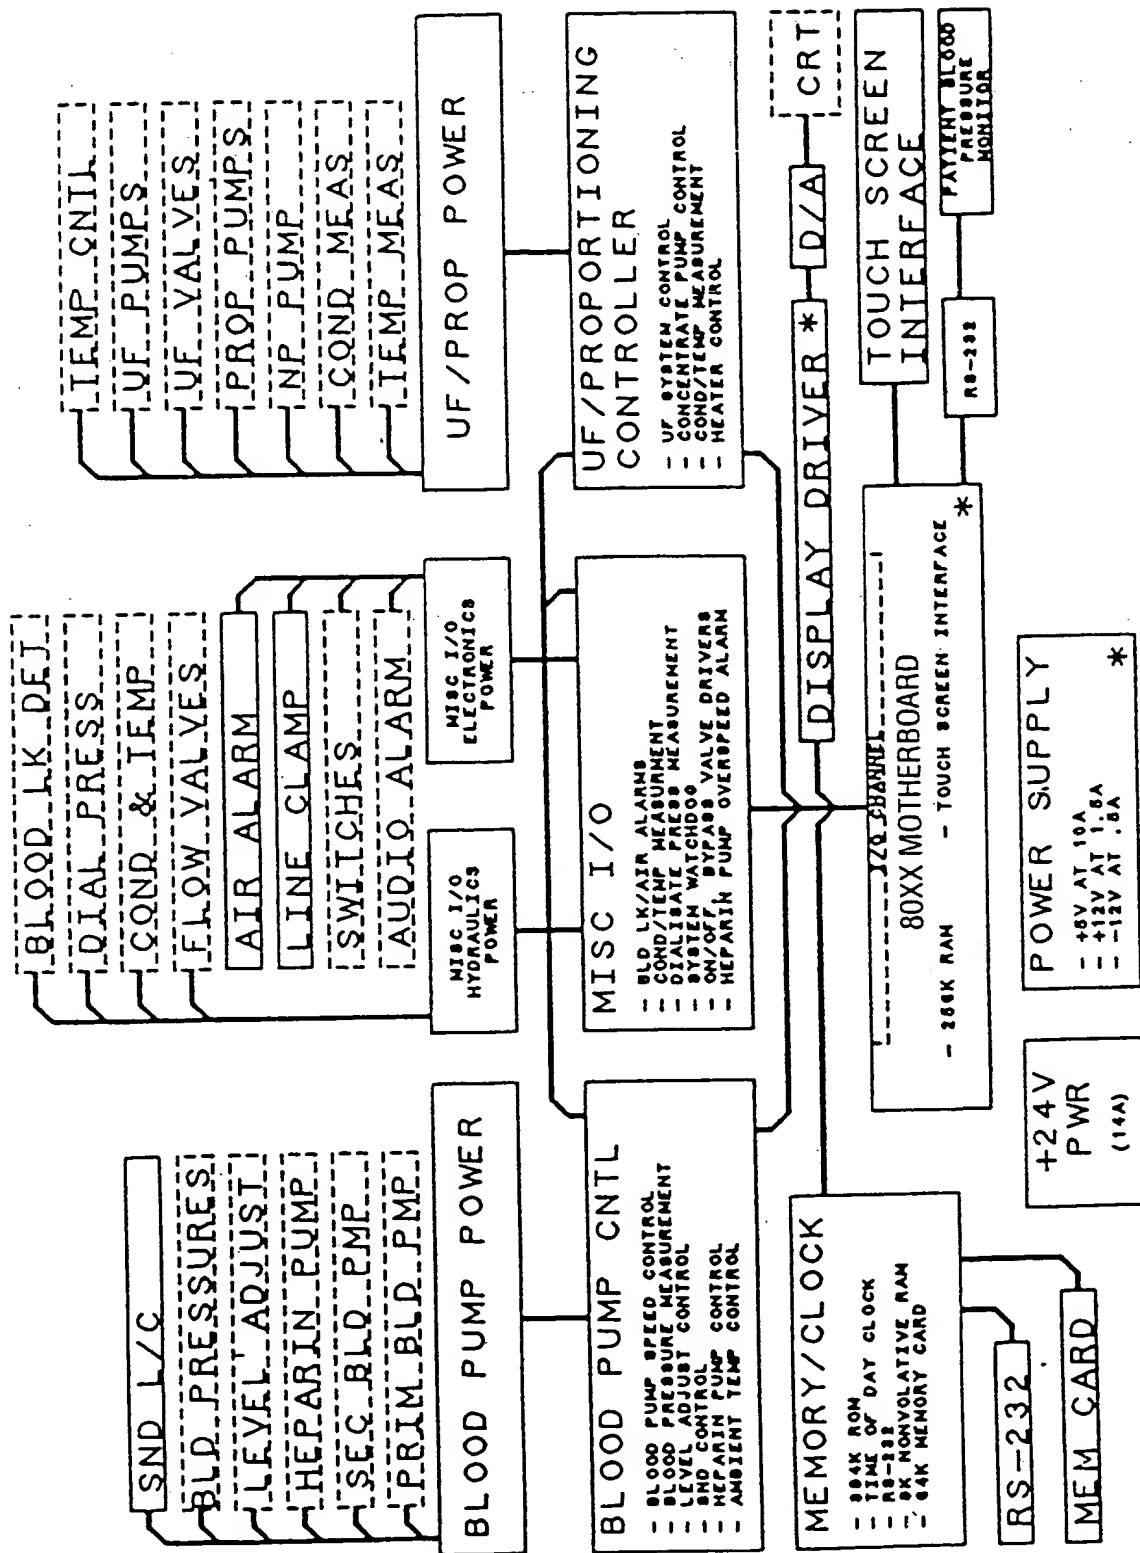 SND L/C
BLD PRESSURES
LEVEL ADJUST
HEPARIN PUMP
SEC BLD PMP
PRIM BLD PMP
BLOOD PUMP POWER
BLOOD PUMP CNTL
- BLOOD PUMP SPEED CONTROL
- BLOOD PRESSURE MEASUREMENT
- LEVEL ADJUST CONTROL
- SND CONTROL
- HEPARIN PUMP CONTROL
- AMBIENT TEMP CONTROL
BLOOD LK DET
DIAL PRESS
COND & TEMP
FLOW VALVES
AIR ALARM
LINE CLAMP
SWITCHES
AUDIO ALARM
MISC I/O
HYDRAULICS
POWER
MISC I/O
ELECTRONICS
POWER
MISC I/O
- BLD LK/AIR ALARMS
- COND/TEMP MEASURMENT
- DIALISATE PRESS MEASUREMENT
- SYSTEM WATCHDOG
- ON/OFF, BYPASS VALVE DRIVERS
- HEPARIN PUMP OVERSPEED ALARM
TEMP CNTL
UF PUMPS
UF VALVES
PROP PUMPS
NP PUMP
COND MEAS
TEMP MEAS
UF/PROP POWER
UF/PROPORTIONING
CONTROLLER
- UF SYSTEM CONTROL
- CONCENTRATE PUMP CONTROL
- COND/TEMP MEASUREMENT
- HEATER CONTROL
MEMORY/CLOCK
- 384K ROM
- TIME OF DAY CLOCK
- RS-232
- 8K NONVOLATIVE RAM
- 64K MEMORY CARD
RS-232
MEM CARD
DISPLAY DRIVER *
D/A
CRT
I/O CHANNEL
80XX MOTHERBOARD
- 256K RAM - TOUCH SCREEN INTERFACE
*
TOUCH SCREEN
INTERFACE
RS-232
PATIENT BLOOD
PRESSURE
MONITOR
+24V
PWR
(14A)
POWER SUPPLY
- +5V AT 10A
- +12V AT 1.5A
- -12V AT .5A
*